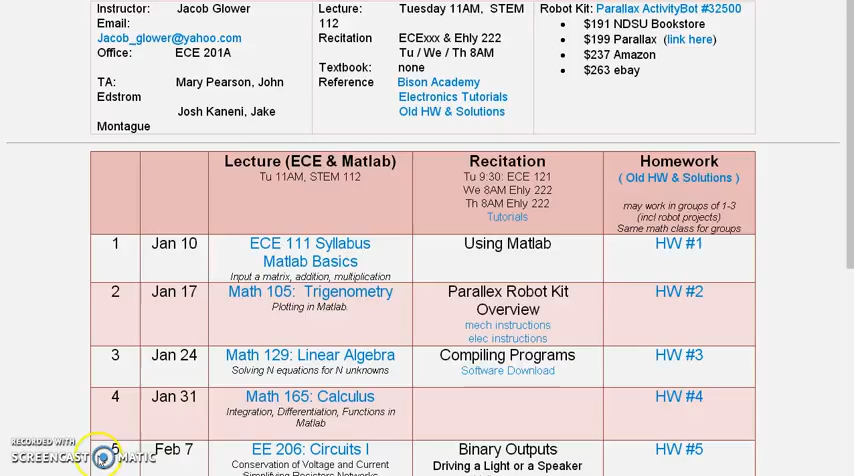 Instructor: Jacob Glower
Email:
Jacob_glower@yahoo.com
Office: ECE 201A
TA: Mary Pearson, John
Edstrom
Josh Kaneni, Jake
Montague
Lecture: Tuesday 11AM, STEM
112
Recitation ECExxx & Ehly 222
Tu / We / Th 8AM
Textbook: none
Reference Bison Academy
Electronics Tutorials
Old HW & Solutions
Robot Kit: Parallax ActivityBot #32500
• $191 NDSU Bookstore
• $199 Parallax (link here)
• $237 Amazon
• $263 ebay
Lecture (ECE & Matlab)
Tu 11AM, STEM 112
Recitation
Tu 9:30: ECE 121
We 8AM Ehly 222
Th 8AM Ehly 222
Tutorials
Homework
( Old HW & Solutions )
may work in groups of 1-3
(incl robot projects)
Same math class for groups
1 Jan 10 ECE 111 Syllabus Using Matlab HW #1
Matlab Basics
Input a matrix, addition, multiplication
2 Jan 17 Math 105: Trigenometry Parallex Robot Kit HW #2
Plotting in Matlab. Overview
mech instructions
elec instructions
3 Jan 24 Math 129: Linear Algebra Compiling Programs HW #3
Solving N equations for N unknowns Software Download
4 Jan 31 Math 165: Calculus HW #4
Integration, Differentiation, Functions in
Matlab
5 Feb 7 EE 206: Circuits I Binary Outputs HW #5
Conservation of Voltage and Current Driving a Light or a Speaker
Simplifying Resistors Networks
RECORDED WITH
SCREENCAST MATIC